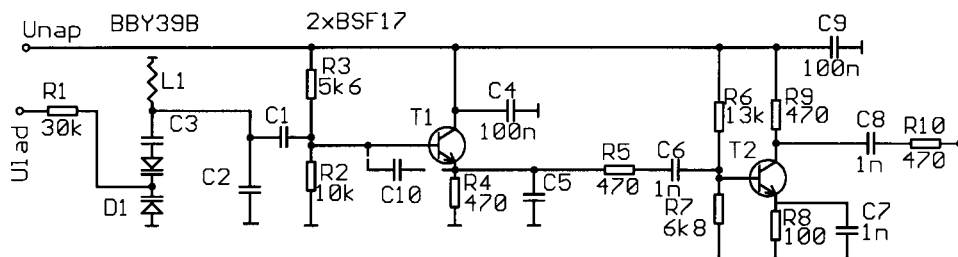 Unap
BBY39B
2xBSF17
C9
100n
L1
R3
5k6
C4
100n
R6
13k
R9
470
Ulad
R1
30k
C3
C1
T1
C8
1n
R10
470
C2
R2
10k
C10
R4
470
C5
R5
470
C6
1n
T2
D1
R7
6k8
R8
100
C7
1n